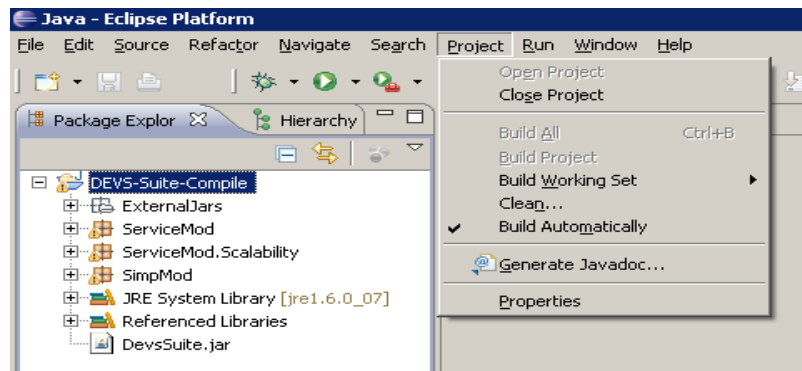 Java - Eclipse Platform
File Edit Source Refactor Navigate Search Project Run Window Help
Open Project
Close Project
Build All Ctrl+B
Build Project
Build Working Set
Clean...
Build Automatically
Generate Javadoc...
Properties
Package Explor Hierarchy
DEVS-Suite-Compile
ExternalJars
ServiceMod
ServiceMod.Scalability
SimpMod
JRE System Library [jre1.6.0_07]
Referenced Libraries
DevsSuite.jar